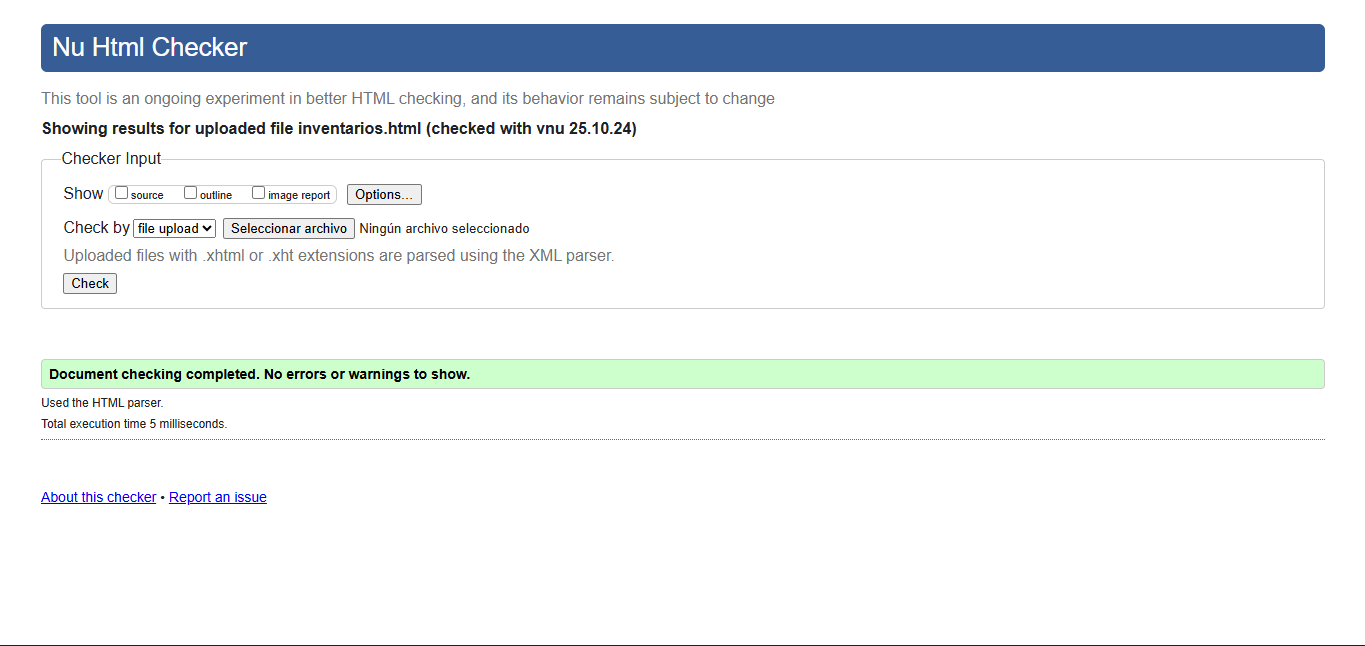 Nu Html Checker
This tool is an ongoing experiment in better HTML checking, and its behavior remains subject to change
Showing results for uploaded file inventarios.html (checked with vnu 25.10.24)
Checker Input
Show source outline image report Options...
Check by file upload Seleccionar archivo Ningún archivo seleccionado
Uploaded files with .xhtml or .xht extensions are parsed using the XML parser.
Check
Document checking completed. No errors or warnings to show.
Used the HTML parser.
Total execution time 5 milliseconds.
About this checker • Report an issue